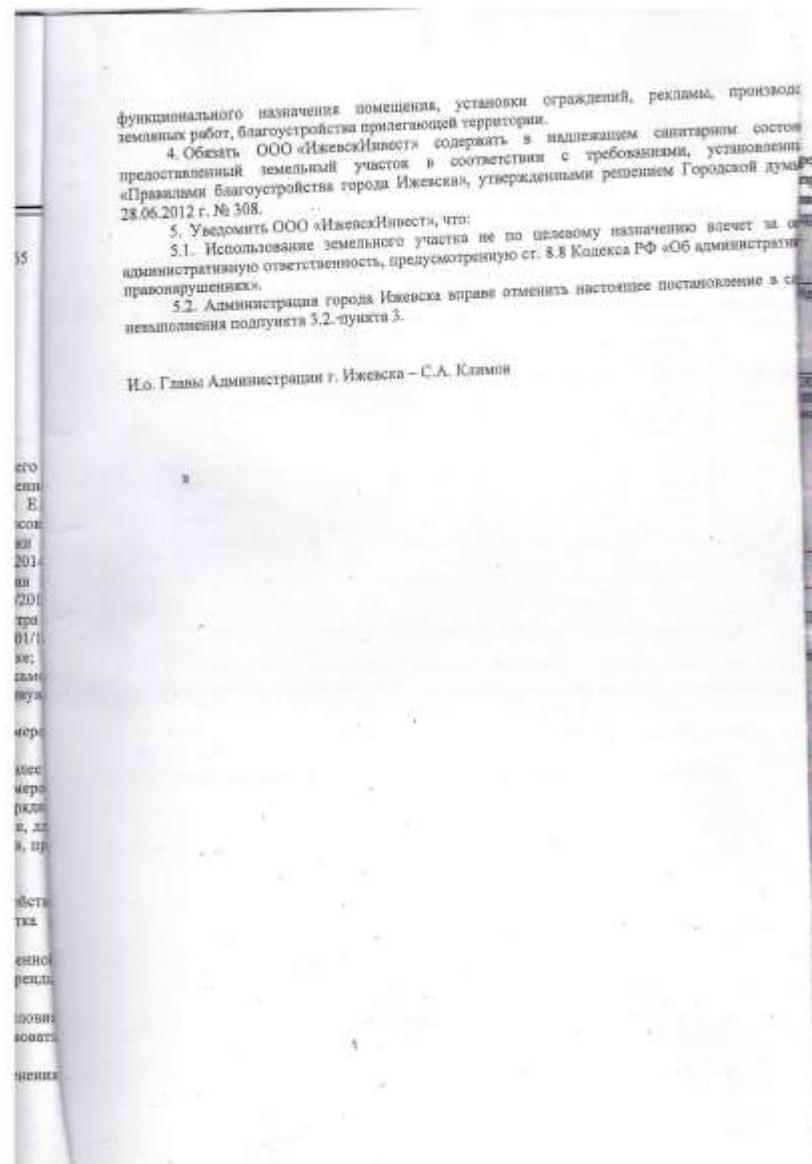 функционального назначения помещения, установки ограждений, рекламы, производс
земляных работ, благоустройства прилегающей территории.
4. Обязать ООО «ИжевскИнвест» содержать в надлежащем санитарном состоя
предоставленный земельный участок в соответствии с требованиями, установленны
«Правилами благоустройства города Ижевска», утвержденными решением Городской думы
28.06.2012 г. № 308.
5. Уведомить ООО «ИжевскИнвест», что:
5.1. Использование земельного участка не по целевому назначению влечет за
административную ответственность, предусмотренную ст. 8.8 Кодекса РФ «Об административ
правонарушениях».
5.2. Администрация города Ижевска вправе отменить настоящее постановление в
невыполнения подпункта 3.2. пункта 3.
И.о. Главы Администрации г. Ижевска – С.А. Климов